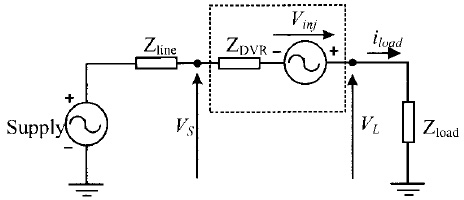 V_inj
Z_line Z_DVR − + i_load
+
Supply V_S V_L Z_load
−